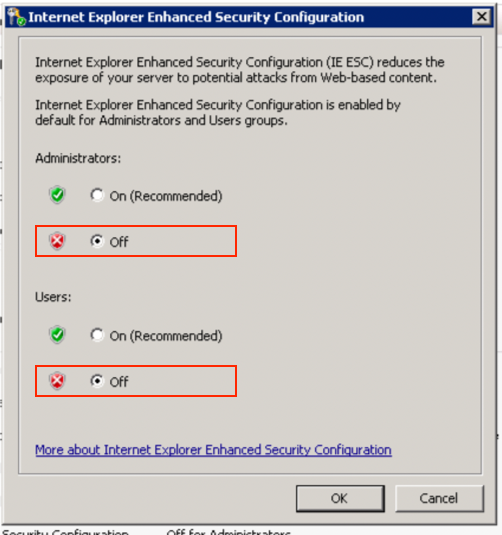 Internet Explorer Enhanced Security Configuration
Internet Explorer Enhanced Security Configuration (IE ESC) reduces the
exposure of your server to potential attacks from Web-based content.
Internet Explorer Enhanced Security Configuration is enabled by
default for Administrators and Users groups.
Administrators:
On (Recommended)
Off
Users:
On (Recommended)
Off
More about Internet Explorer Enhanced Security Configuration
OK Cancel
Security Configuration Off for Administrators